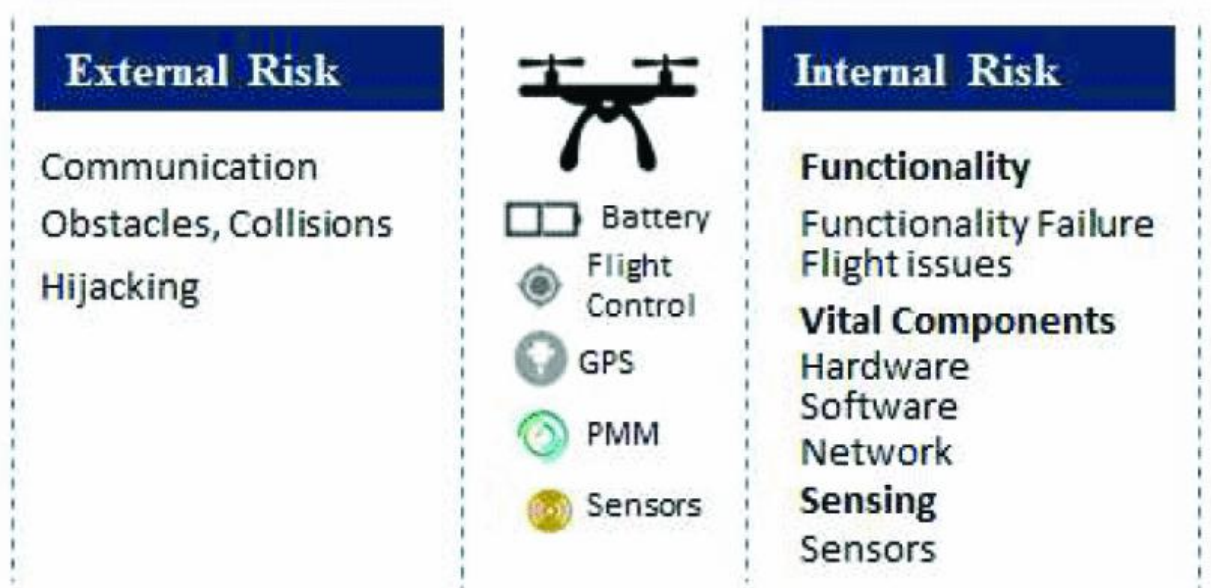 External Risk
Communication
Obstacles, Collisions
Hijacking
Battery
Flight
Control
GPS
PMM
Sensors
Internal Risk
Functionality
Functionality Failure
Flight issues
Vital Components
Hardware
Software
Network
Sensing
Sensors